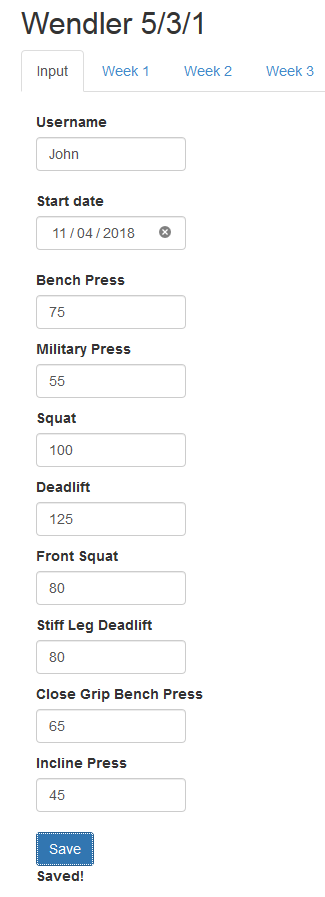 Wendler 5/3/1
Input Week 1 Week 2 Week 3
Username
John
Start date
11 / 04 / 2018
Bench Press
75
Military Press
55
Squat
100
Deadlift
125
Front Squat
80
Stiff Leg Deadlift
80
Close Grip Bench Press
65
Incline Press
45
Save
Saved!